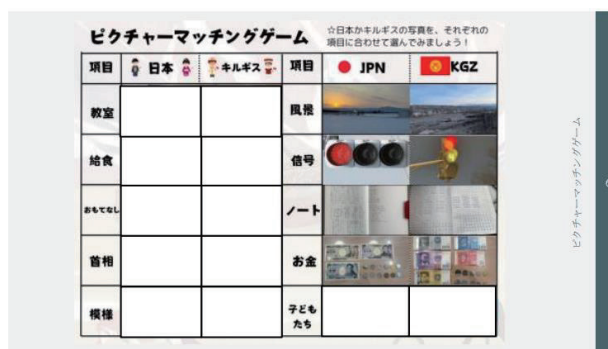 ピクチャーマッチングゲーム
☆日本かキルギスの写真を、それぞれの
項目に合わせて選んでみましょう！
項目 日本 キルギス 項目 JPN KGZ
教室 風景
給食 信号
おもてなし ノート
首相 お金
模様 子ども
たち
ピクチャーマッチングゲーム